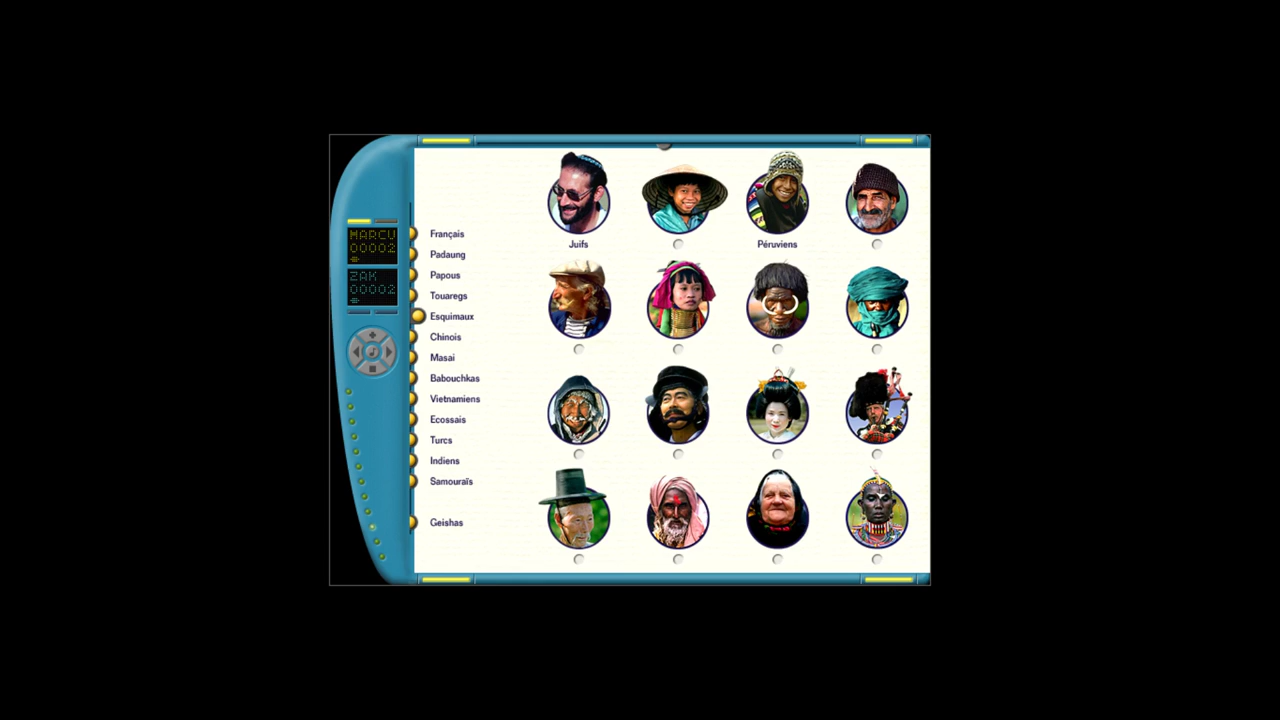 MARCU
00002
ZAK
00002
Français
Padaung
Papous
Touaregs
Esquimaux
Chinois
Masai
Babouchkas
Vietnamiens
Ecossais
Turcs
Indiens
Samouraïs
Geishas
Juifs
Péruviens